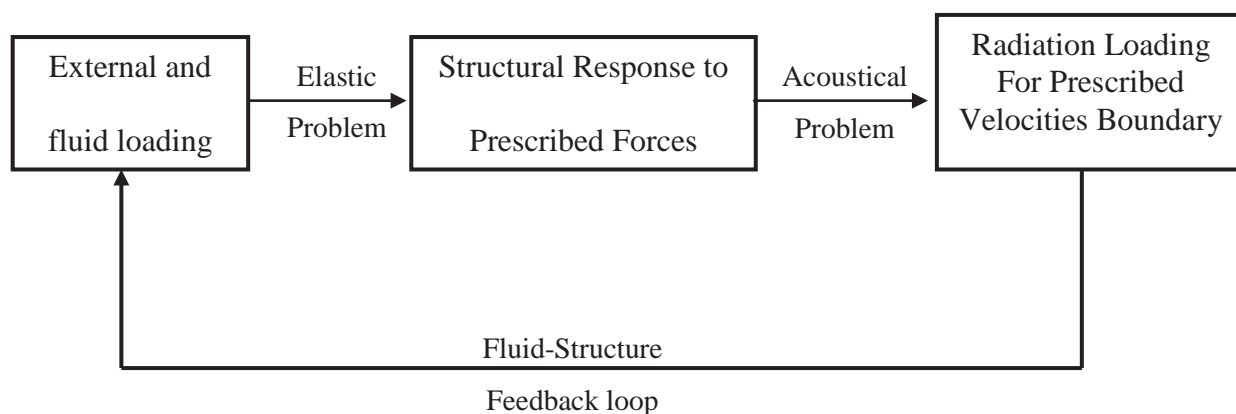 External and
fluid loading
Elastic
Problem
Structural Response to
Prescribed Forces
Acoustical
Problem
Radiation Loading
For Prescribed
Velocities Boundary
Fluid-Structure
Feedback loop